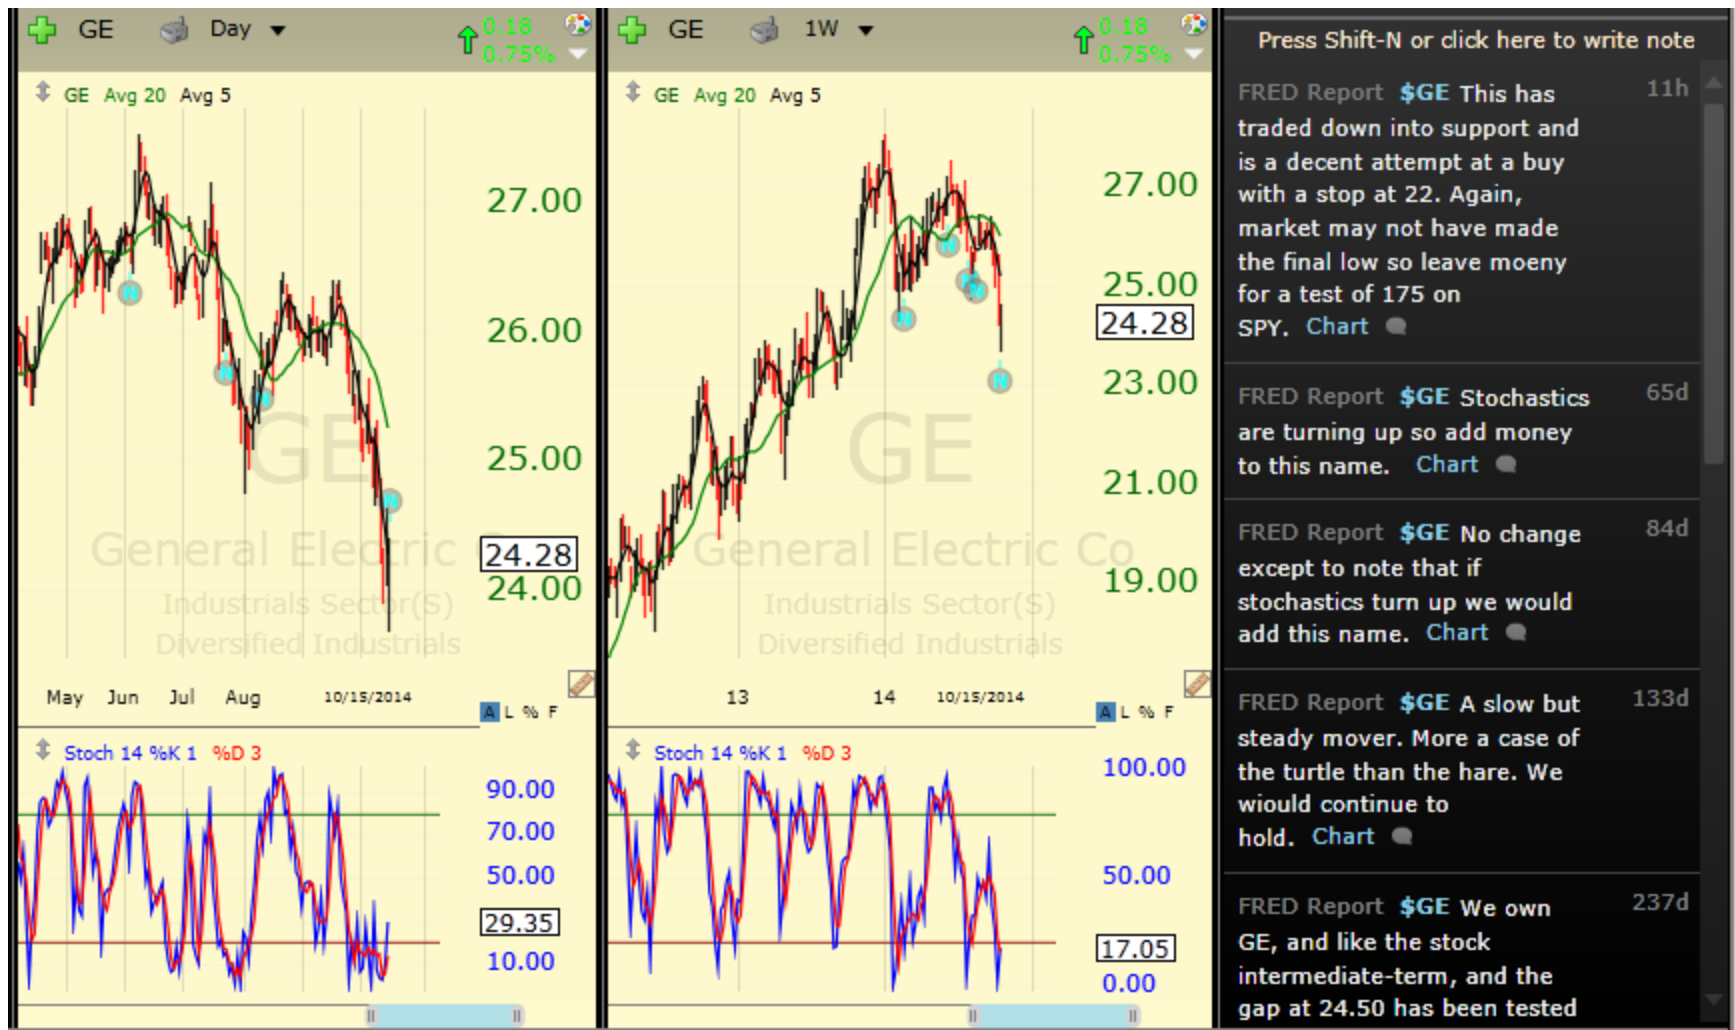 GE Day 0.18
0.75%
GE Avg 20 Avg 5
27.00
26.00
25.00
24.28
24.00
N
N
N
N
GE
General Electric C
Industrials Sector(S)
Diversified Industrials
May Jun Jul Aug 10/15/2014
A L % F
Stoch 14 %K 1 %D 3
90.00
70.00
50.00
29.35
10.00
GE 1W 0.18
0.75%
GE Avg 20 Avg 5
27.00
25.00
24.28
23.00
21.00
19.00
N
N
N
N
N
GE
General Electric Co
Industrials Sector(S)
Diversified Industrials
13 14 10/15/2014
A L % F
Stoch 14 %K 1 %D 3
100.00
50.00
17.05
0.00
Press Shift-N or click here to write note
FRED Report $GE This has 11h
traded down into support and
is a decent attempt at a buy
with a stop at 22. Again,
market may not have made
the final low so leave moeny
for a test of 175 on
SPY. Chart
FRED Report $GE Stochastics 65d
are turning up so add money
to this name. Chart
FRED Report $GE No change 84d
except to note that if
stochastics turn up we would
add this name. Chart
FRED Report $GE A slow but 133d
steady mover. More a case of
the turtle than the hare. We
wiould continue to
hold. Chart
FRED Report $GE We own 237d
GE, and like the stock
intermediate-term, and the
gap at 24.50 has been tested